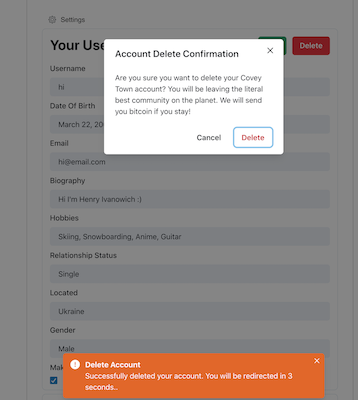 Settings
Your Use
Delete
Account Delete Confirmation
Are you sure you want to delete your Covey
Town account? You will be leaving the literal
best community on the planet. We will send
you bitcoin if you stay!
Cancel
Delete
Username
hi
Date Of Birth
March 22, 20
Email
hi@email.com
Biography
Hi I'm Henry Ivanowich :)
Hobbies
Skiing, Snowboarding, Anime, Guitar
Relationship Status
Single
Located
Ukraine
Gender
Male
Mak
Delete Account
Successfully deleted your account. You will be redirected in 3
seconds..